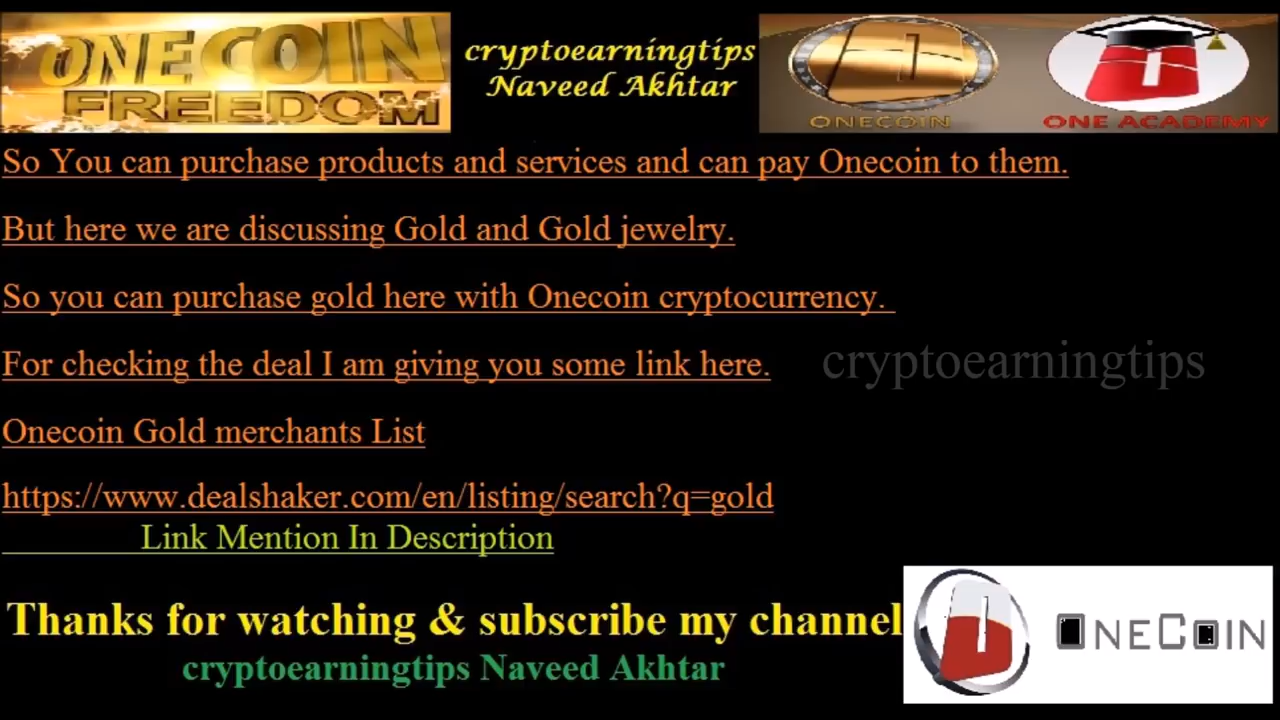 ONE COIN
FREEDOM
cryptoearningtips
Naveed Akhtar
ONECOIN
ONE ACADEMY
So You can purchase products and services and can pay Onecoin to them.
But here we are discussing Gold and Gold jewelry.
So you can purchase gold here with Onecoin cryptocurrency.
For checking the deal I am giving you some link here.
cryptoearningtips
Onecoin Gold merchants List
https://www.dealshaker.com/en/listing/search?q=gold
Link Mention In Description
Thanks for watching & subscribe my channel
cryptoearningtips Naveed Akhtar
ONECOIN